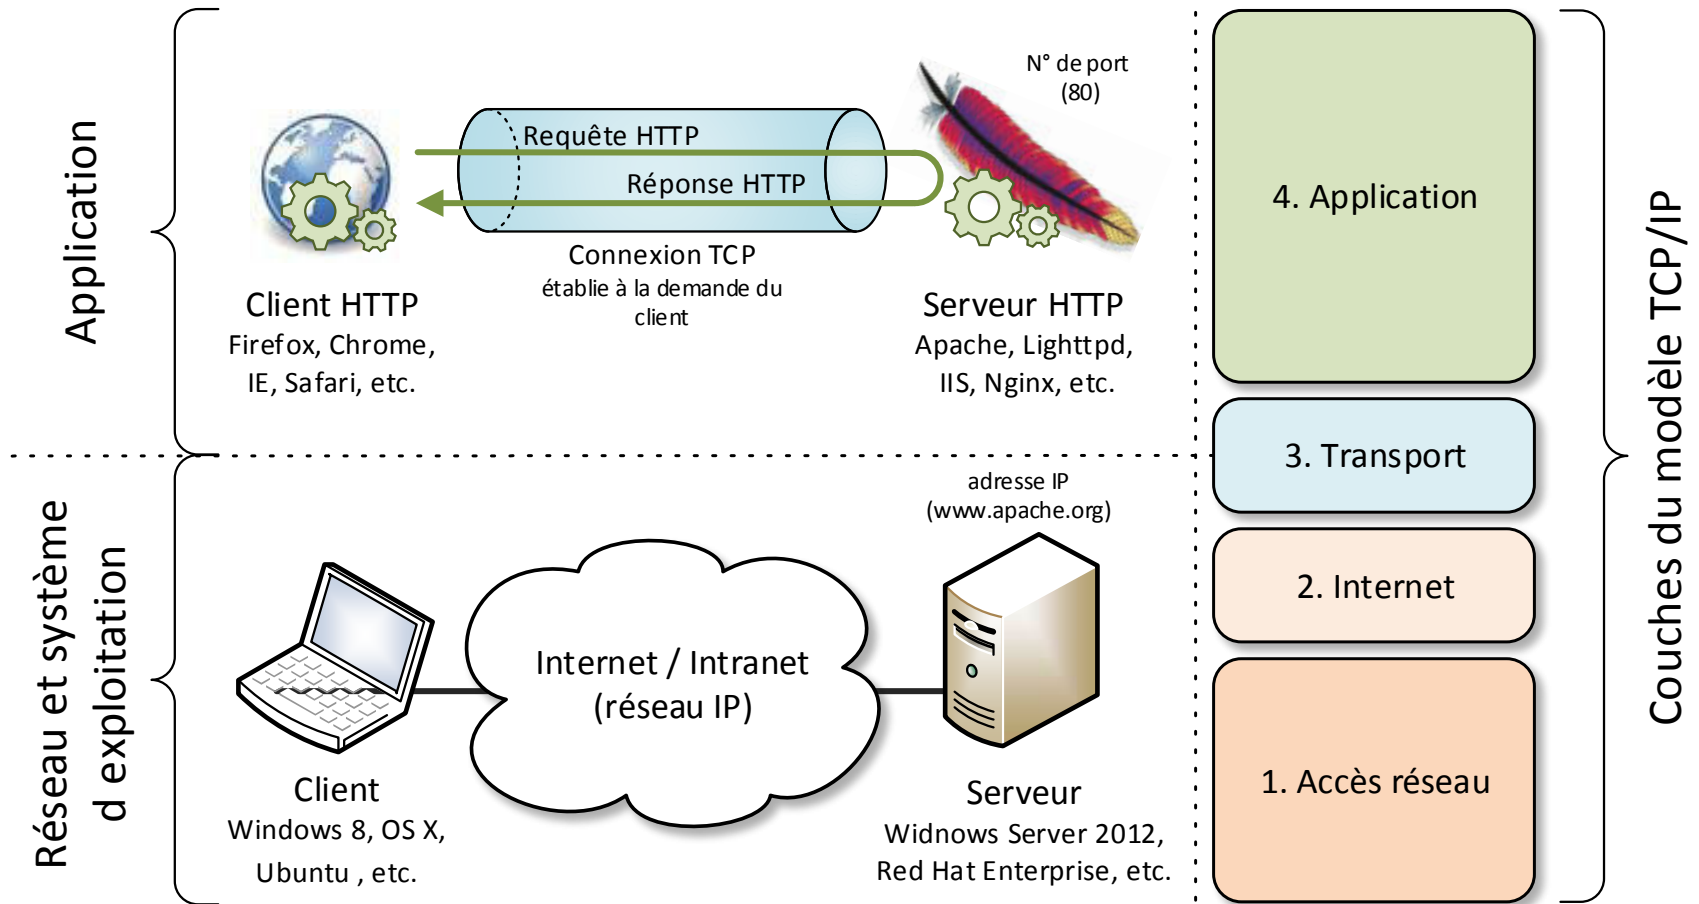 Application
N° de port
(80)
Requête HTTP
Réponse HTTP
Connexion TCP
établie à la demande du
client
Client HTTP
Firefox, Chrome,
IE, Safari, etc.
Serveur HTTP
Apache, Lighttpd,
IIS, Nginx, etc.
Réseau et système
d exploitation
adresse IP
(www.apache.org)
Internet / Intranet
(réseau IP)
Client
Windows 8, OS X,
Ubuntu , etc.
Serveur
Widnows Server 2012,
Red Hat Enterprise, etc.
4. Application
3. Transport
2. Internet
1. Accès réseau
Couches du modèle TCP/IP